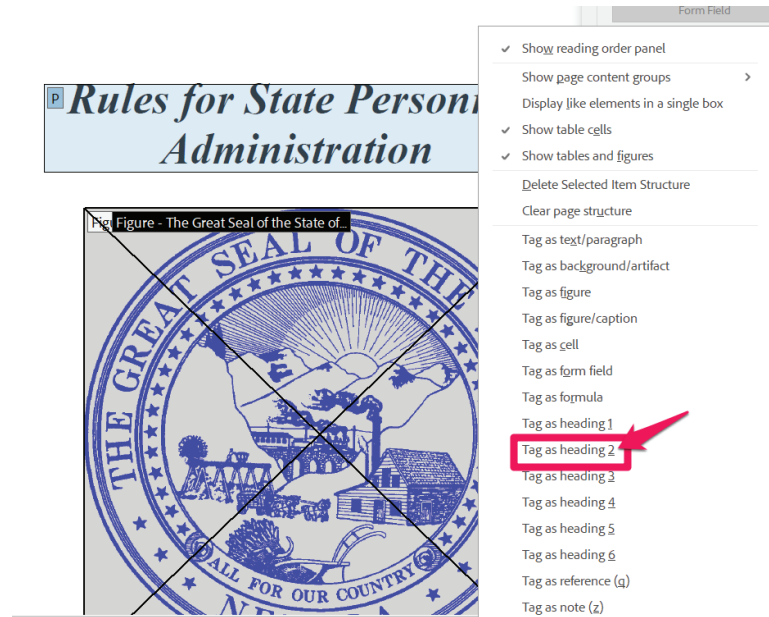 Form Field
P
Rules for State
Administration
Figure - The Great Seal of the State of...
THE GREAT SEAL OF THE
ALL FOR OUR COUNTRY
Show reading order panel
Show page content groups
Display like elements in a single box
Show table cells
Show tables and figures
Delete Selected Item Structure
Clear page structure
Tag as text/paragraph
Tag as background/artifact
Tag as figure
Tag as figure/caption
Tag as cell
Tag as form field
Tag as formula
Tag as heading 1
Tag as heading 2
Tag as heading 3
Tag as heading 4
Tag as heading 5
Tag as heading 6
Tag as reference (q)
Tag as note (z)